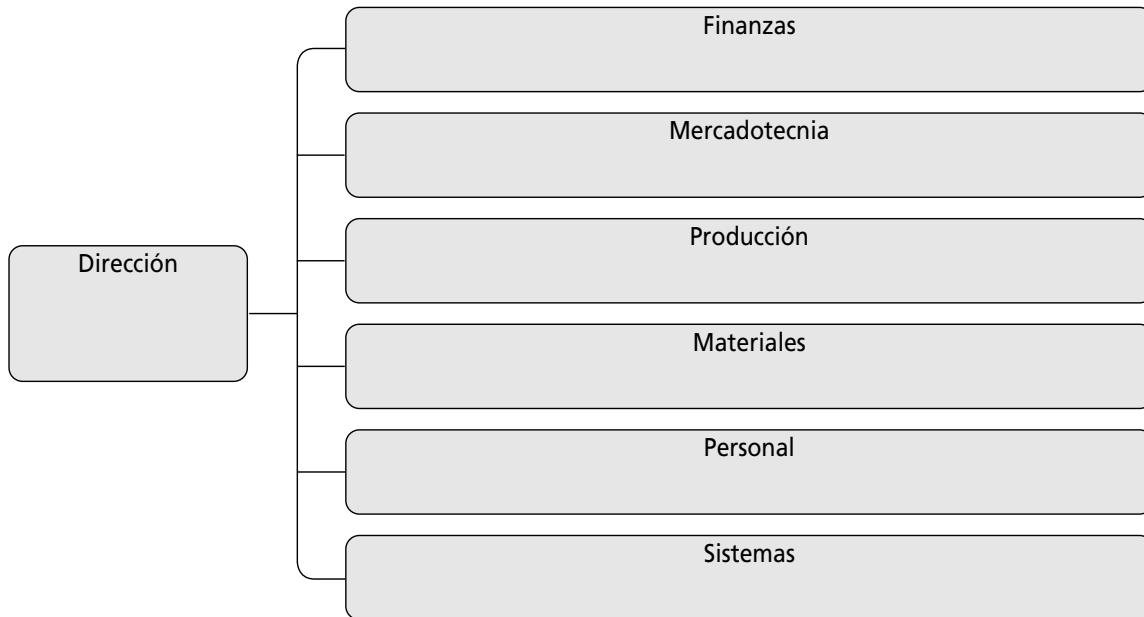 Finanzas
Mercadotecnia
Producción
Dirección
Materiales
Personal
Sistemas